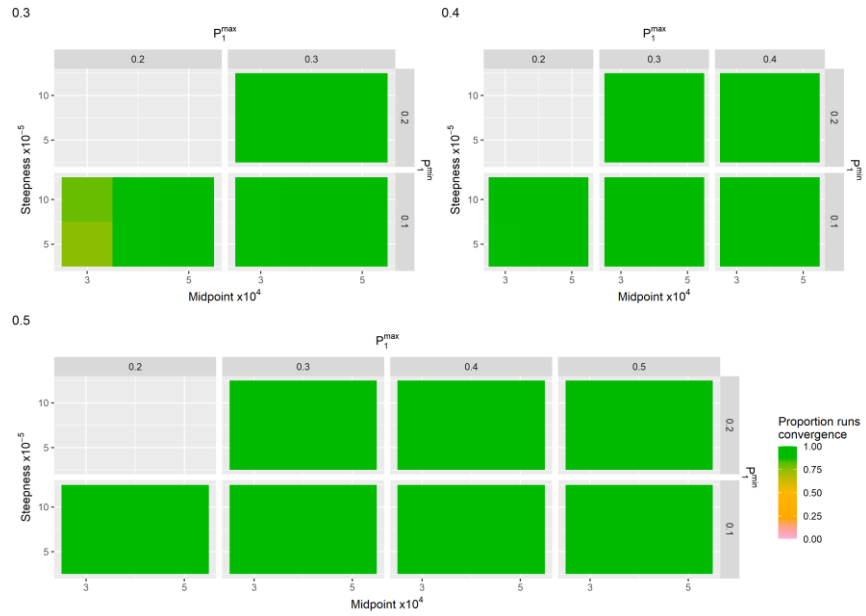 0.3
P₁ᵐᵃˣ
0.2 0.3
Steepness x10⁻⁵
10
5
10
5
0.2
0.1
P₁ᵐⁱⁿ
3 5 3 5
Midpoint x10⁴
0.4
P₁ᵐᵃˣ
0.2 0.3 0.4
Steepness x10⁻⁵
10
5
10
5
0.2
0.1
P₁ᵐⁱⁿ
3 5 3 5 3 5
Midpoint x10⁴
0.5
P₁ᵐᵃˣ
0.2 0.3 0.4 0.5
Steepness x10⁻⁵
10
5
10
5
0.2
0.1
P₁ᵐⁱⁿ
3 5 3 5 3 5 3 5
Midpoint x10⁴
Proportion runs
convergence
1.00
0.75
0.50
0.25
0.00